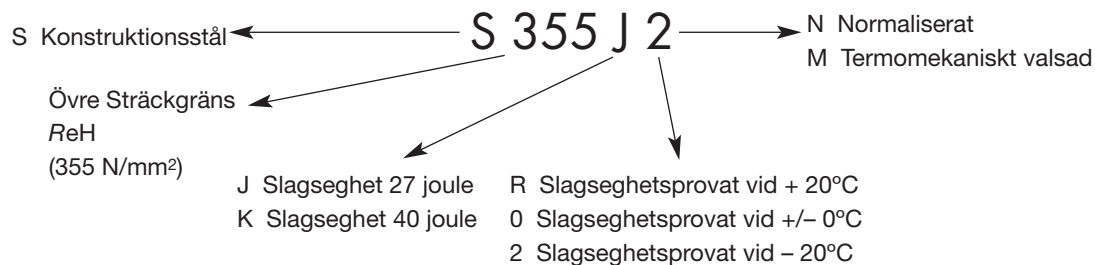 S 355 J 2
S Konstruktionsstål
N Normaliserat
M Termomekaniskt valsad
Övre Sträckgräns
ReH
(355 N/mm²)
J Slagseghet 27 joule
K Slagseghet 40 joule
R Slagseghetsprovat vid + 20ºC
0 Slagseghetsprovat vid +/– 0ºC
2 Slagseghetsprovat vid – 20ºC